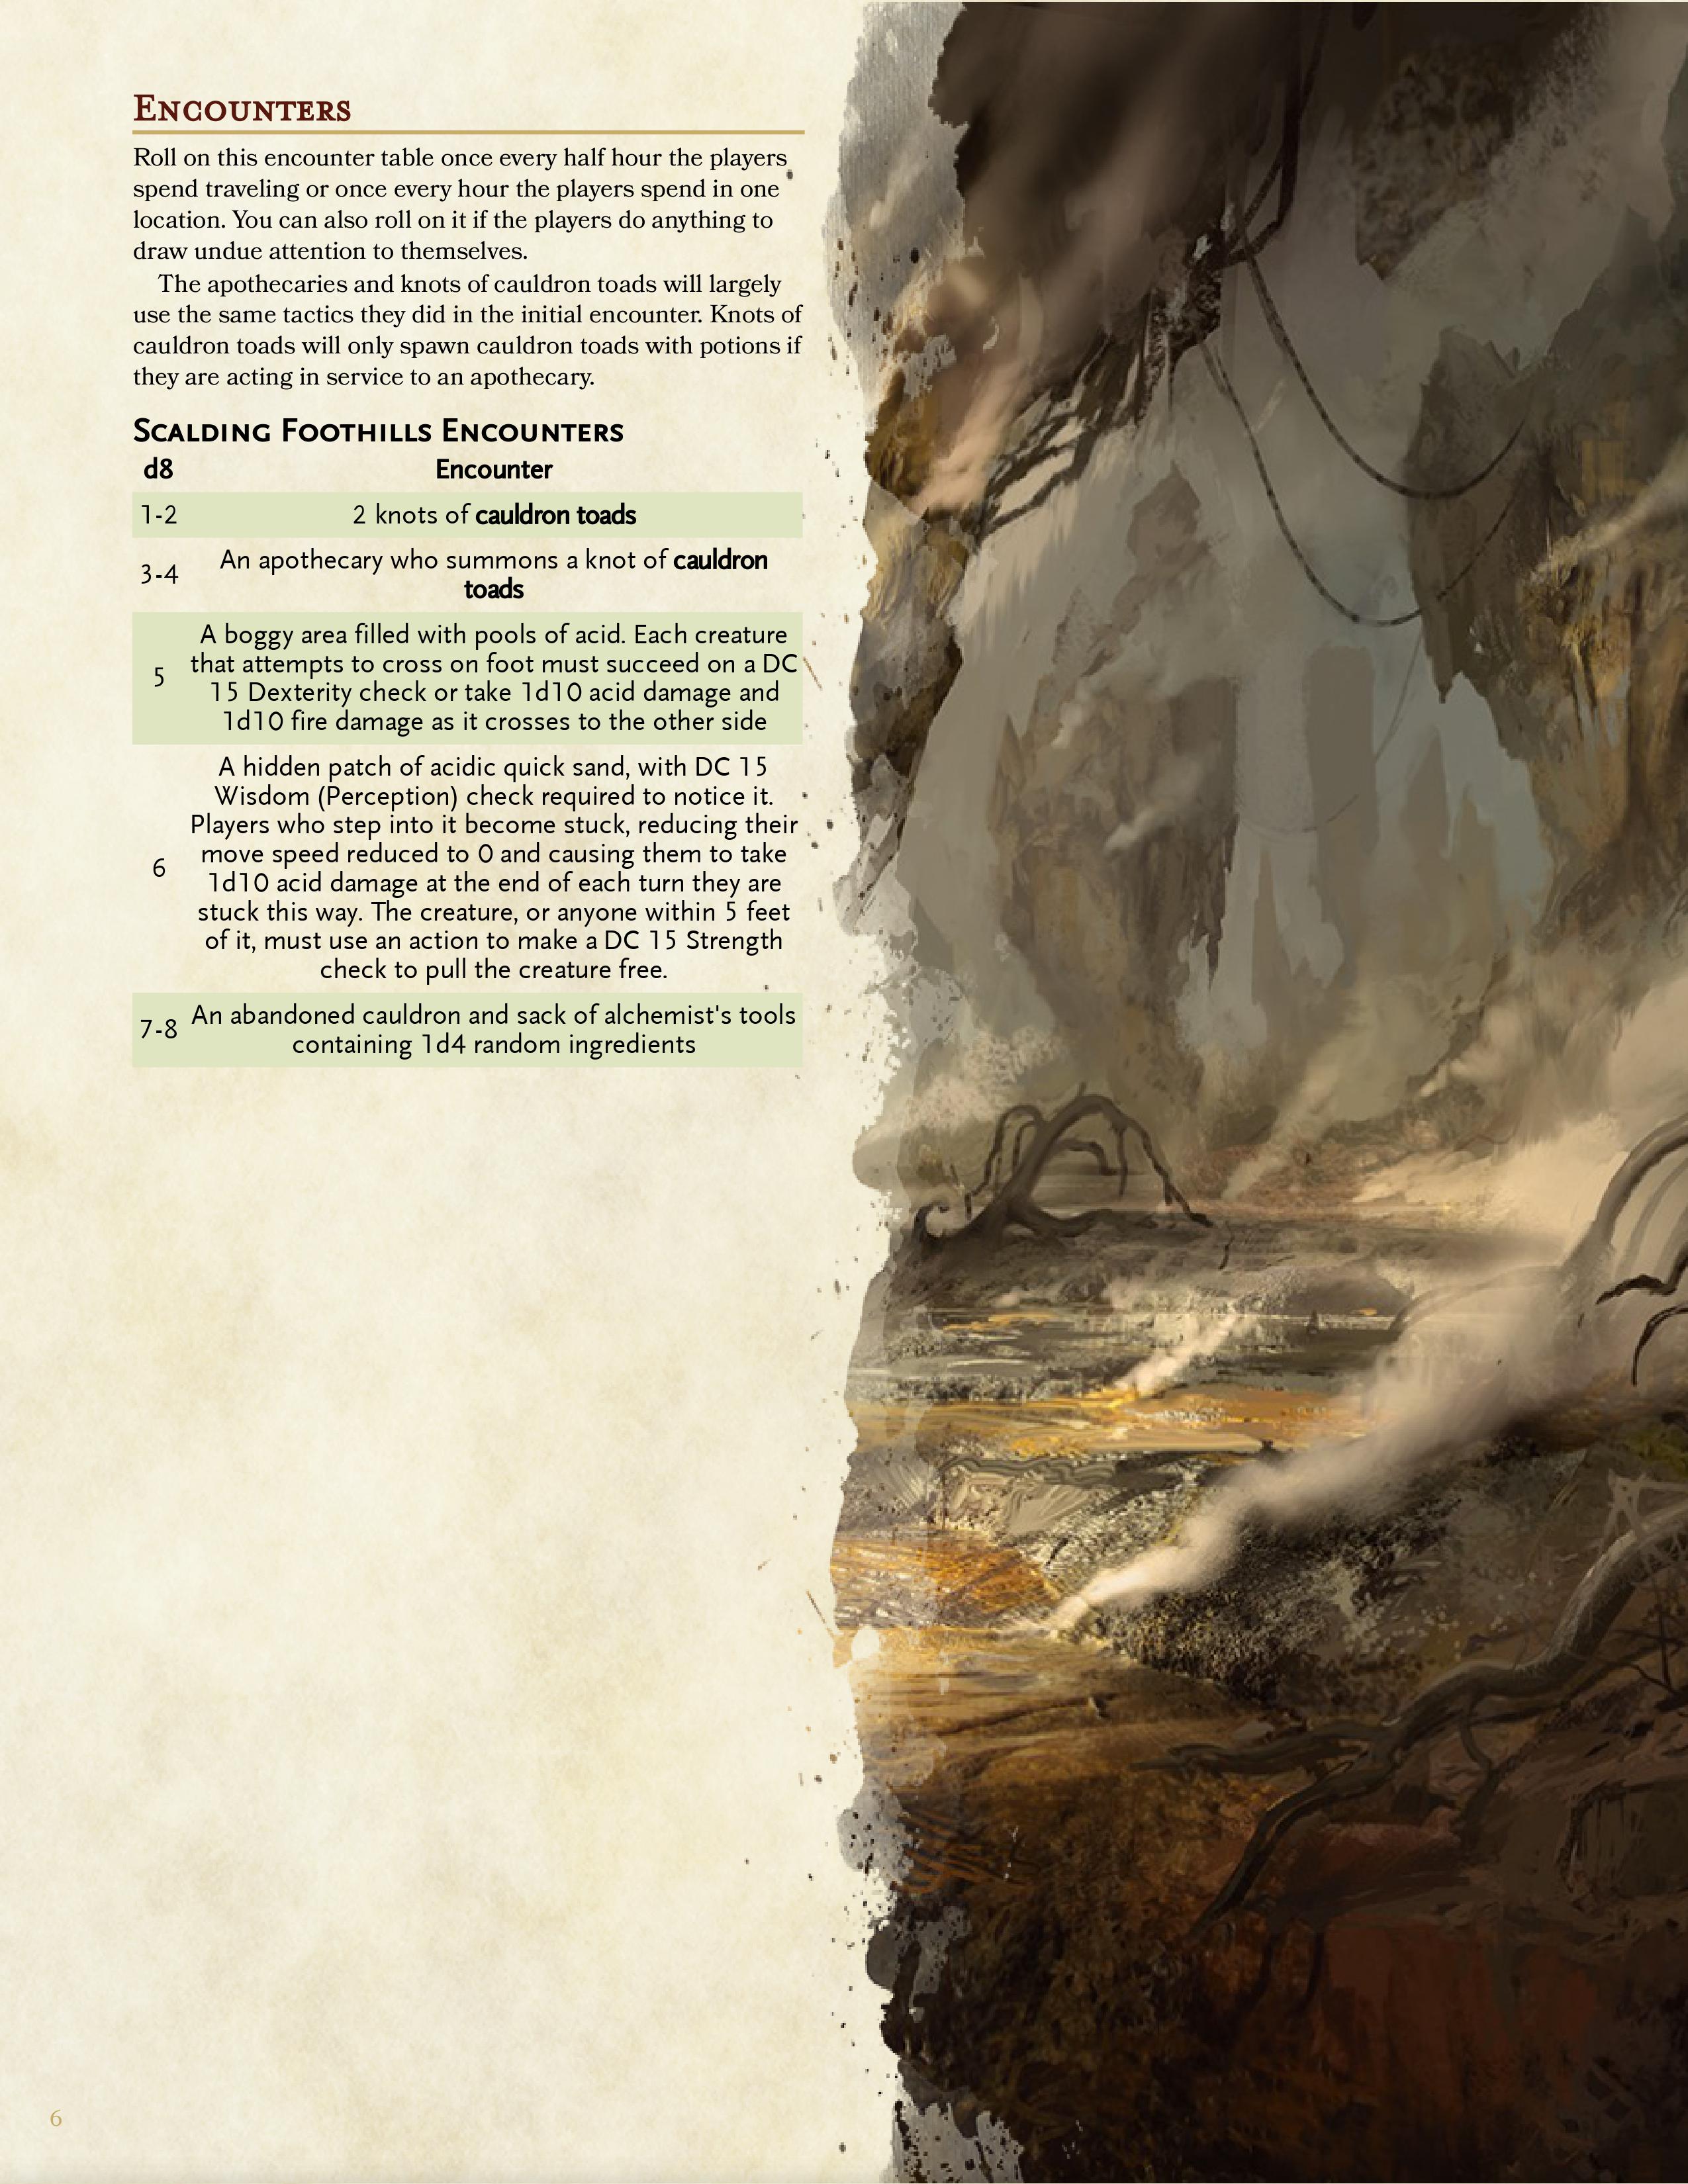 Encounters
Roll on this encounter table once every half hour the players
spend traveling or once every hour the players spend in one
location. You can also roll on it if the players do anything to
draw undue attention to themselves.
The apothecaries and knots of cauldron toads will largely
use the same tactics they did in the initial encounter. Knots of
cauldron toads will only spawn cauldron toads with potions if
they are acting in service to an apothecary.
Scalding Foothills Encounters
d8 Encounter
1-2 2 knots of cauldron toads
3-4 An apothecary who summons a knot of cauldron
toads
5 A boggy area filled with pools of acid. Each creature
that attempts to cross on foot must succeed on a DC
15 Dexterity check or take 1d10 acid damage and
1d10 fire damage as it crosses to the other side
6 A hidden patch of acidic quick sand, with DC 15
Wisdom (Perception) check required to notice it.
Players who step into it become stuck, reducing their
move speed reduced to 0 and causing them to take
1d10 acid damage at the end of each turn they are
stuck this way. The creature, or anyone within 5 feet
of it, must use an action to make a DC 15 Strength
check to pull the creature free.
7-8 An abandoned cauldron and sack of alchemist's tools
containing 1d4 random ingredients
6